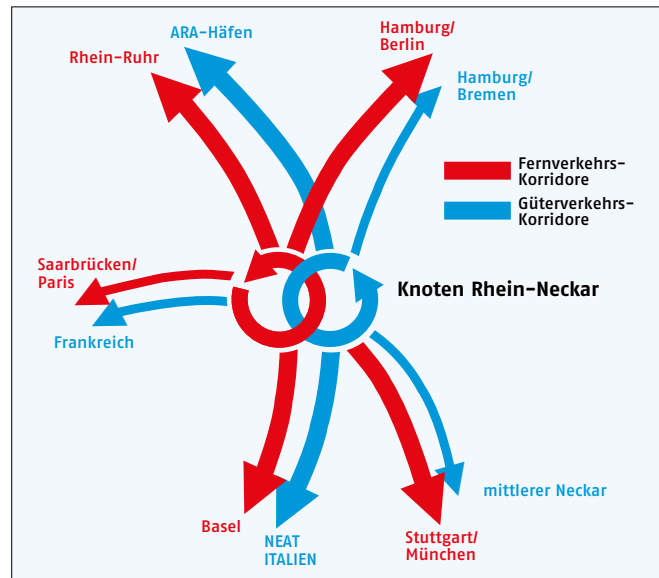 ARA-Häfen
Hamburg/
Berlin
Rhein-Ruhr
Hamburg/
Bremen
Fernverkehrs-
Korridore
Güterverkehrs-
Korridore
Saarbrücken/
Paris
Knoten Rhein-Neckar
Frankreich
mittlerer Neckar
Basel
NEAT
ITALIEN
Stuttgart/
München